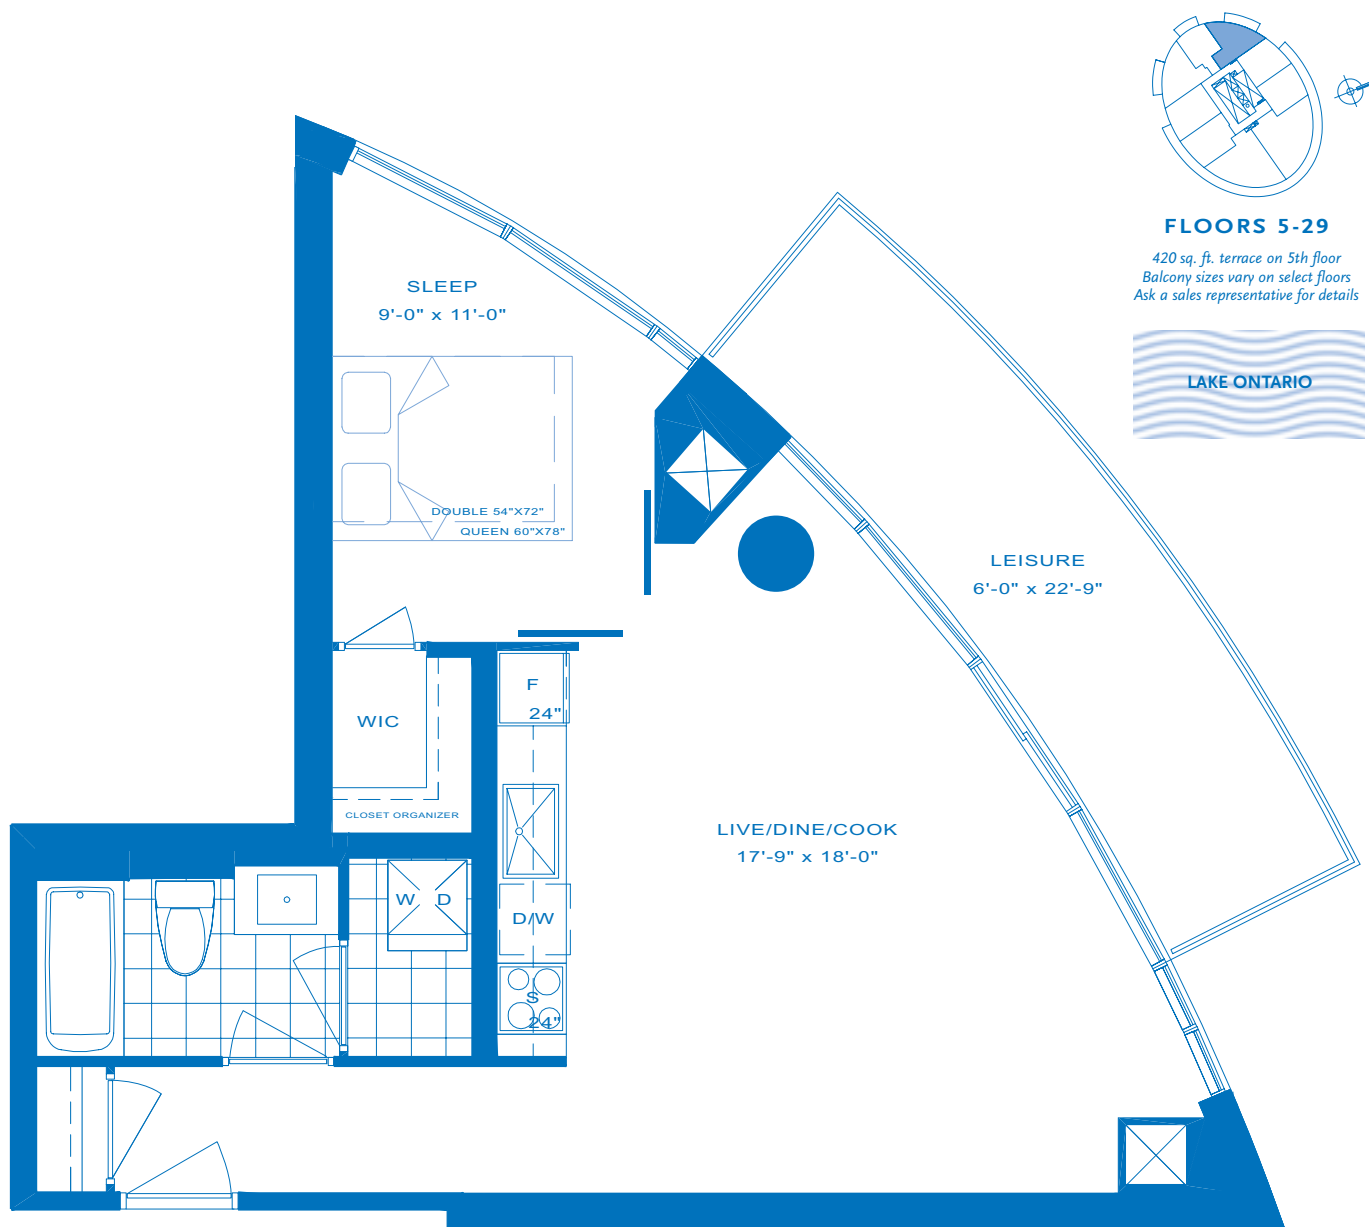 FLOORS 5-29
420 sq. ft. terrace on 5th floor
Balcony sizes vary on select floors
Ask a sales representative for details
LAKE ONTARIO
SLEEP
9'-0" x 11'-0"
DOUBLE 54"X72"
QUEEN 60"X78"
LEISURE
6'-0" x 22'-9"
WIC
CLOSET ORGANIZER
F
24"
LIVE/DINE/COOK
17'-9" x 18'-0"
W D
D/W
S
24"